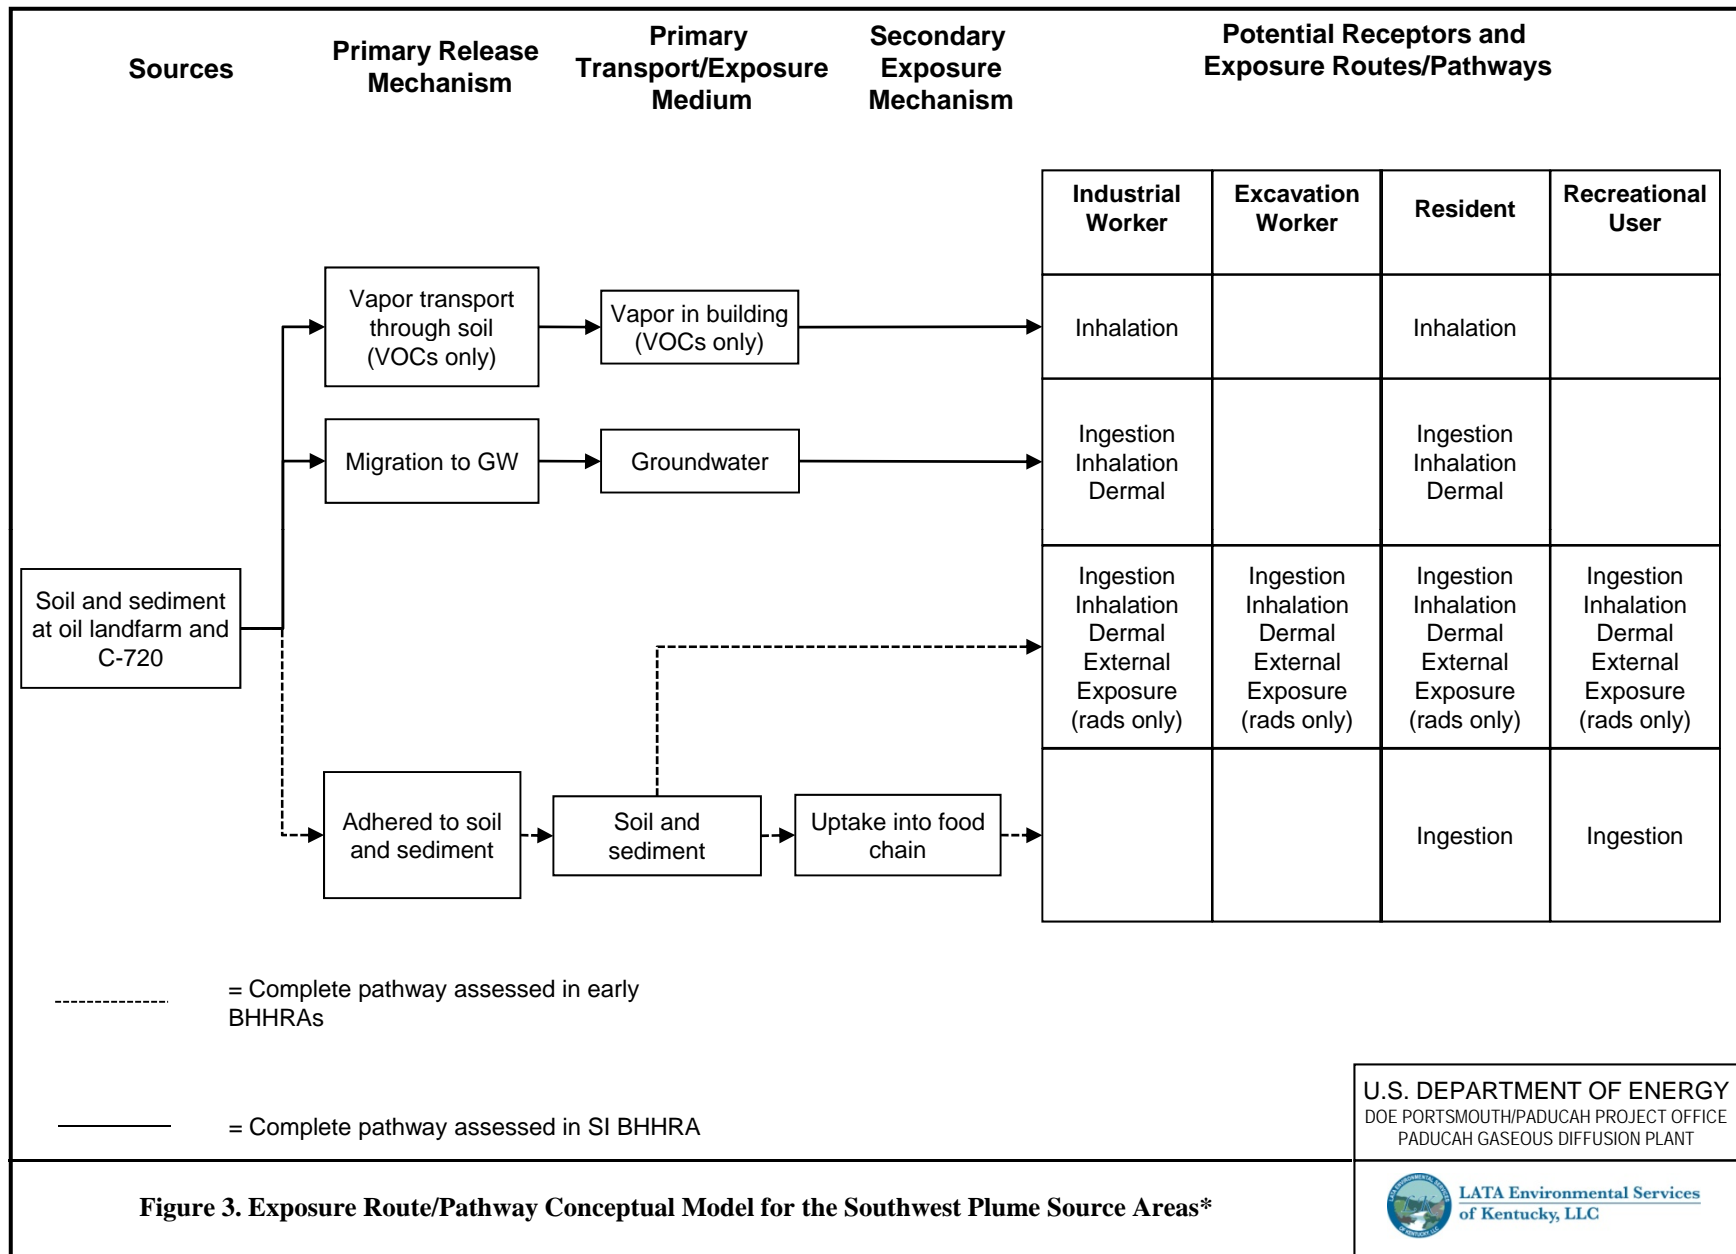 Sources
Primary Release
Mechanism
Primary
Transport/Exposure
Medium
Secondary
Exposure
Mechanism
Potential Receptors and
Exposure Routes/Pathways
Industrial
Worker
Excavation
Worker
Resident
Recreational
User
Vapor transport
through soil
(VOCs only)
Vapor in building
(VOCs only)
Inhalation
Inhalation
Migration to GW
Groundwater
Ingestion
Inhalation
Dermal
Ingestion
Inhalation
Dermal
Soil and sediment
at oil landfarm and
C-720
Ingestion
Inhalation
Dermal
External
Exposure
(rads only)
Ingestion
Inhalation
Dermal
External
Exposure
(rads only)
Ingestion
Inhalation
Dermal
External
Exposure
(rads only)
Ingestion
Inhalation
Dermal
External
Exposure
(rads only)
Adhered to soil
and sediment
Soil and
sediment
Uptake into food
chain
Ingestion
Ingestion
= Complete pathway assessed in early
BHHRAs
= Complete pathway assessed in SI BHHRA
U.S. DEPARTMENT OF ENERGY
DOE PORTSMOUTH/PADUCAH PROJECT OFFICE
PADUCAH GASEOUS DIFFUSION PLANT
Figure 3. Exposure Route/Pathway Conceptual Model for the Southwest Plume Source Areas*
LATA ENVIRONMENTAL SERVICES
OF KENTUCKY, LLC
LATA Environmental Services
of Kentucky, LLC